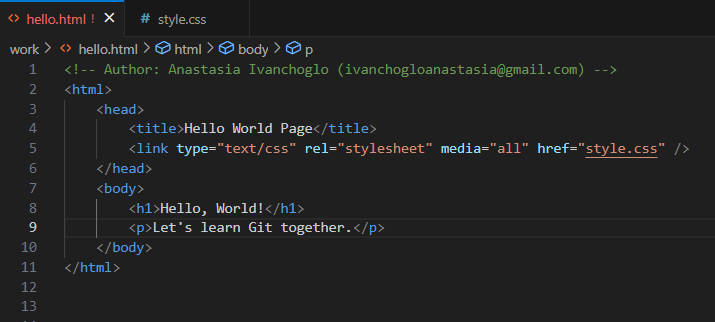 hello.html !
style.css
work > hello.html > html > body > p
1 <!-- Author: Anastasia Ivanchoglo (ivanchogloanastasia@gmail.com) -->
2 <html>
3 <head>
4 <title>Hello World Page</title>
5 <link type="text/css" rel="stylesheet" media="all" href="style.css" />
6 </head>
7 <body>
8 <h1>Hello, World!</h1>
9 <p>Let's learn Git together.</p>
10 </body>
11 </html>
12
13